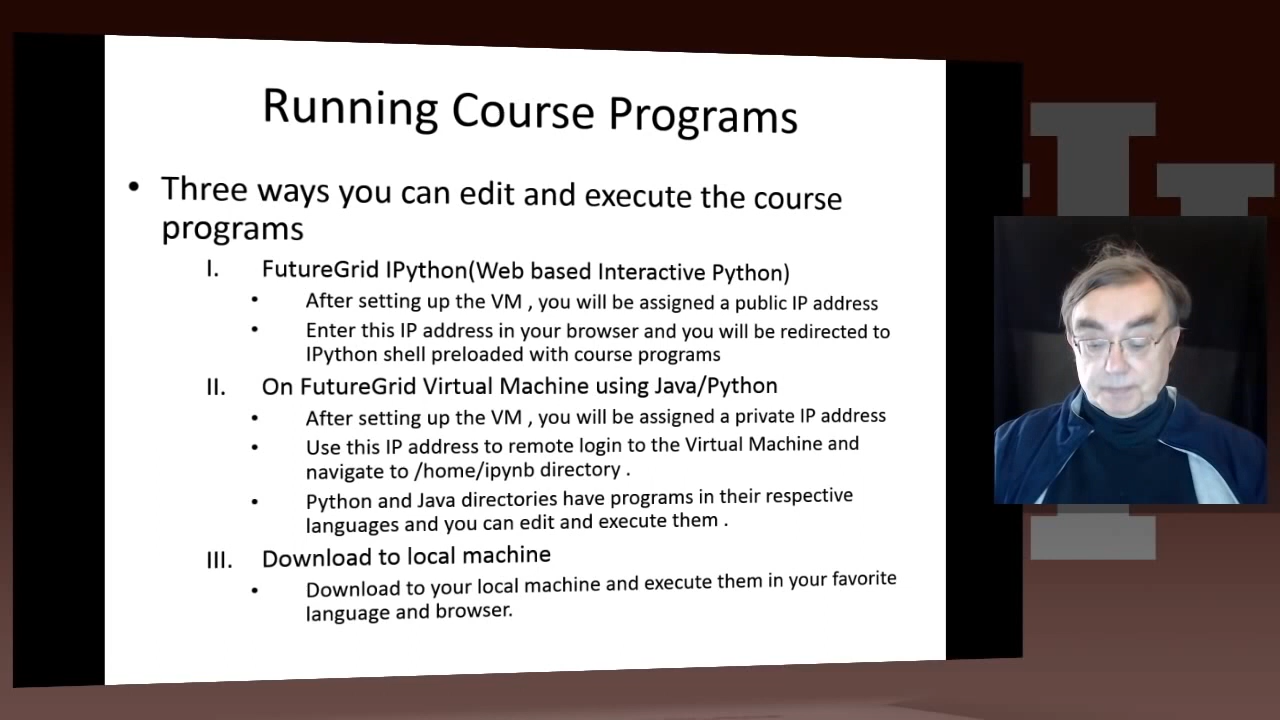 Running Course Programs
• Three ways you can edit and execute the course
programs
I. FutureGrid IPython(Web based Interactive Python)
• After setting up the VM , you will be assigned a public IP address
• Enter this IP address in your browser and you will be redirected to
IPython shell preloaded with course programs
II. On FutureGrid Virtual Machine using Java/Python
• After setting up the VM , you will be assigned a private IP address
• Use this IP address to remote login to the Virtual Machine and
navigate to /home/ipynb directory .
• Python and Java directories have programs in their respective
languages and you can edit and execute them .
III. Download to local machine
• Download to your local machine and execute them in your favorite
language and browser.